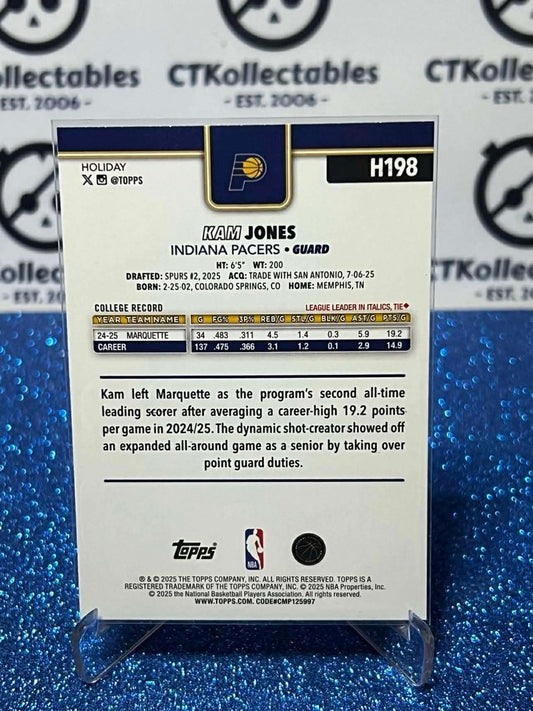 Kollectables
CTKollectables
CTKollectables
EST. 2006 -
- EST. 2006 -
- ES
HOLIDAY
@TOPPS
H198
KAM JONES
INDIANA PACERS • GUARD
HT: 6'5" WT: 200
DRAFTED: SPURS #2, 2025 ACQ: TRADE WITH SAN ANTONIO, 7-06-25
BORN: 2-25-02, COLORADO SPRINGS, CO HOME: MEMPHIS, TN
COLLEGE RECORD LEAGUE LEADER IN ITALICS, TIE♦
YEAR TEAM NAME G FG% 3P% REB/G STL/G BLK/G AST/G PTS/G
24-25 MARQUETTE 34 .483 .311 4.5 1.4 0.3 5.9 19.2
CAREER 137 .475 .366 3.1 1.2 0.1 2.9 14.9
Kam left Marquette as the program's second all-time
leading scorer after averaging a career-high 19.2 points
per game in 2024/25. The dynamic shot-creator showed off
an expanded all-around game as a senior by taking over
point guard duties.
Topps
NBA
® & © 2025 THE TOPPS COMPANY, INC. ALL RIGHTS RESERVED. TOPPS IS A
REGISTERED TRADEMARK OF THE TOPPS COMPANY, INC. © 2025 NBA Properties, Inc.
© 2025 the National Basketball Players Association. All rights reserved.
WWW.TOPPS.COM. CODE#CMP125997